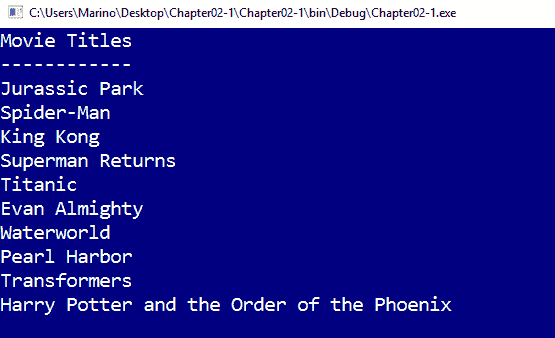 C:\Users\Marino\Desktop\Chapter02-1\Chapter02-1\bin\Debug\Chapter02-1.exe
Movie Titles
------------
Jurassic Park
Spider-Man
King Kong
Superman Returns
Titanic
Evan Almighty
Waterworld
Pearl Harbor
Transformers
Harry Potter and the Order of the Phoenix